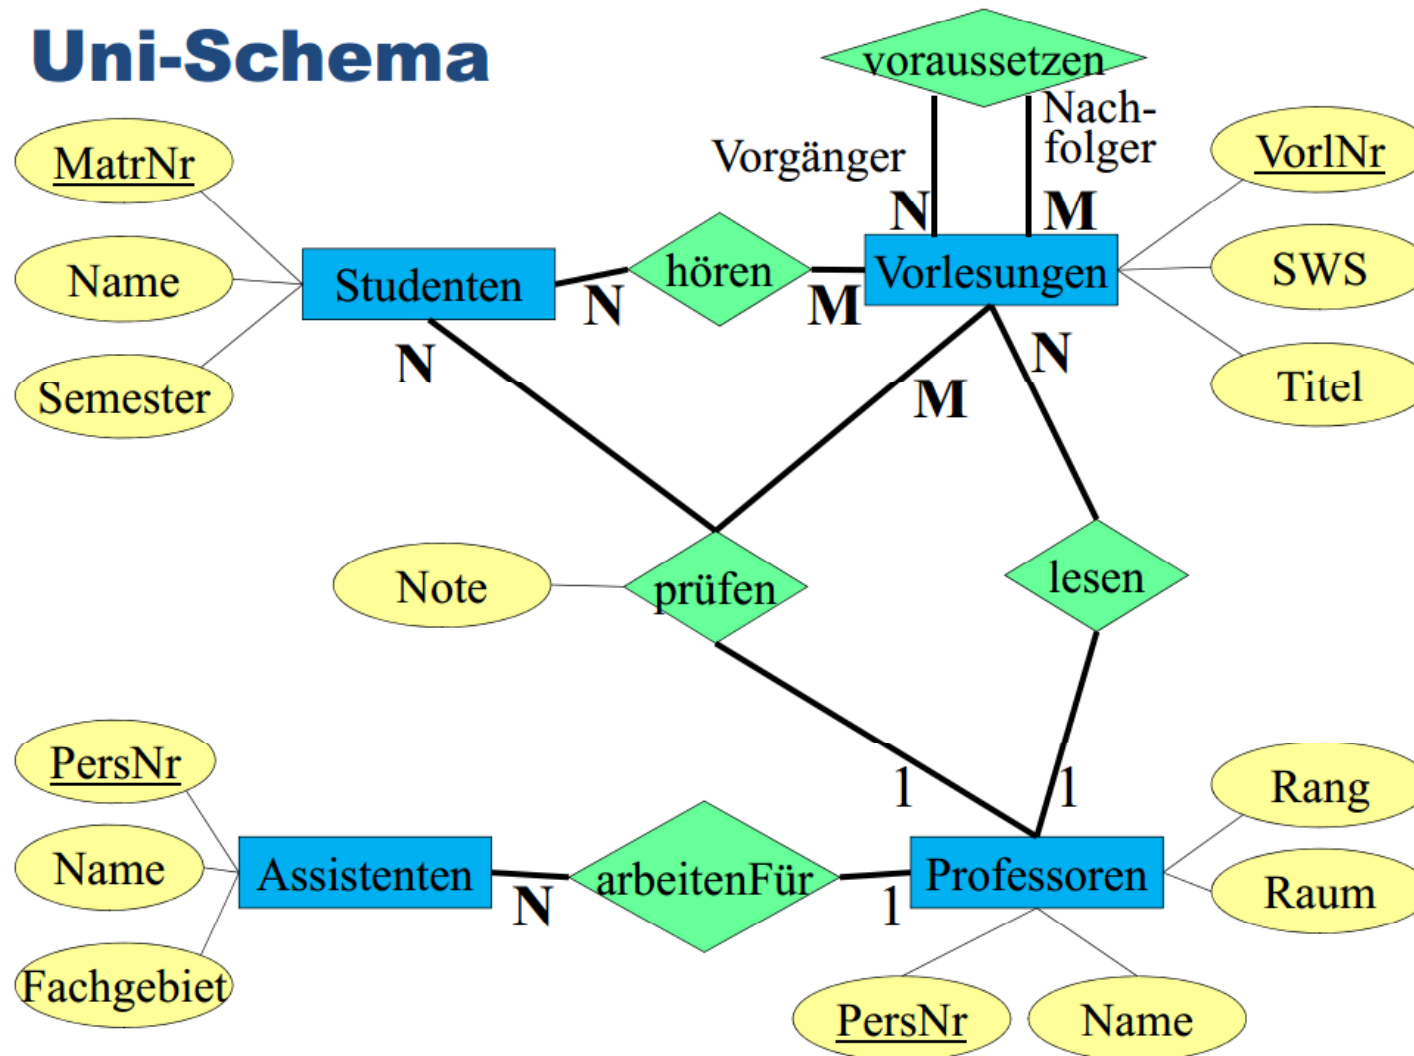 Uni-Schema
voraussetzen
Nach-
folger
Vorgänger
N
M
MatrNr
Name
Semester
Studenten
N
hören
M
Vorlesungen
VorlNr
SWS
Titel
N
M
N
Note
prüfen
lesen
1
1
PersNr
Name
Fachgebiet
Assistenten
N
arbeitenFür
1
Professoren
Rang
Raum
PersNr
Name